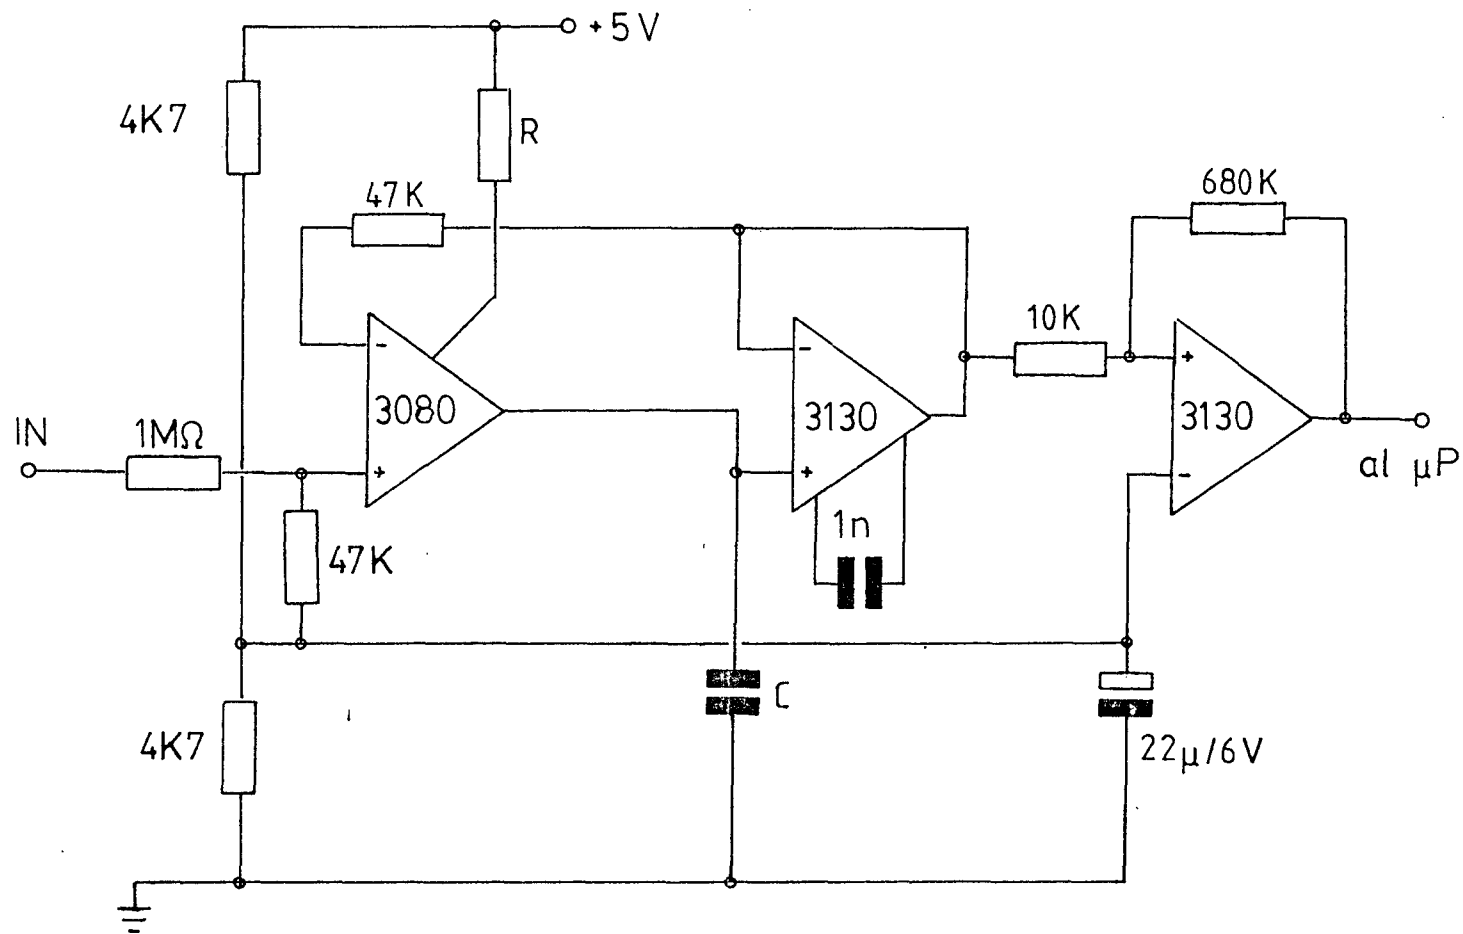 +5V
4K7
R
47K
680K
10K
-
-
+
3080
3130
3130
IN
1MΩ
+
+
-
al μP
1n
47K
C
4K7
22μ/6V